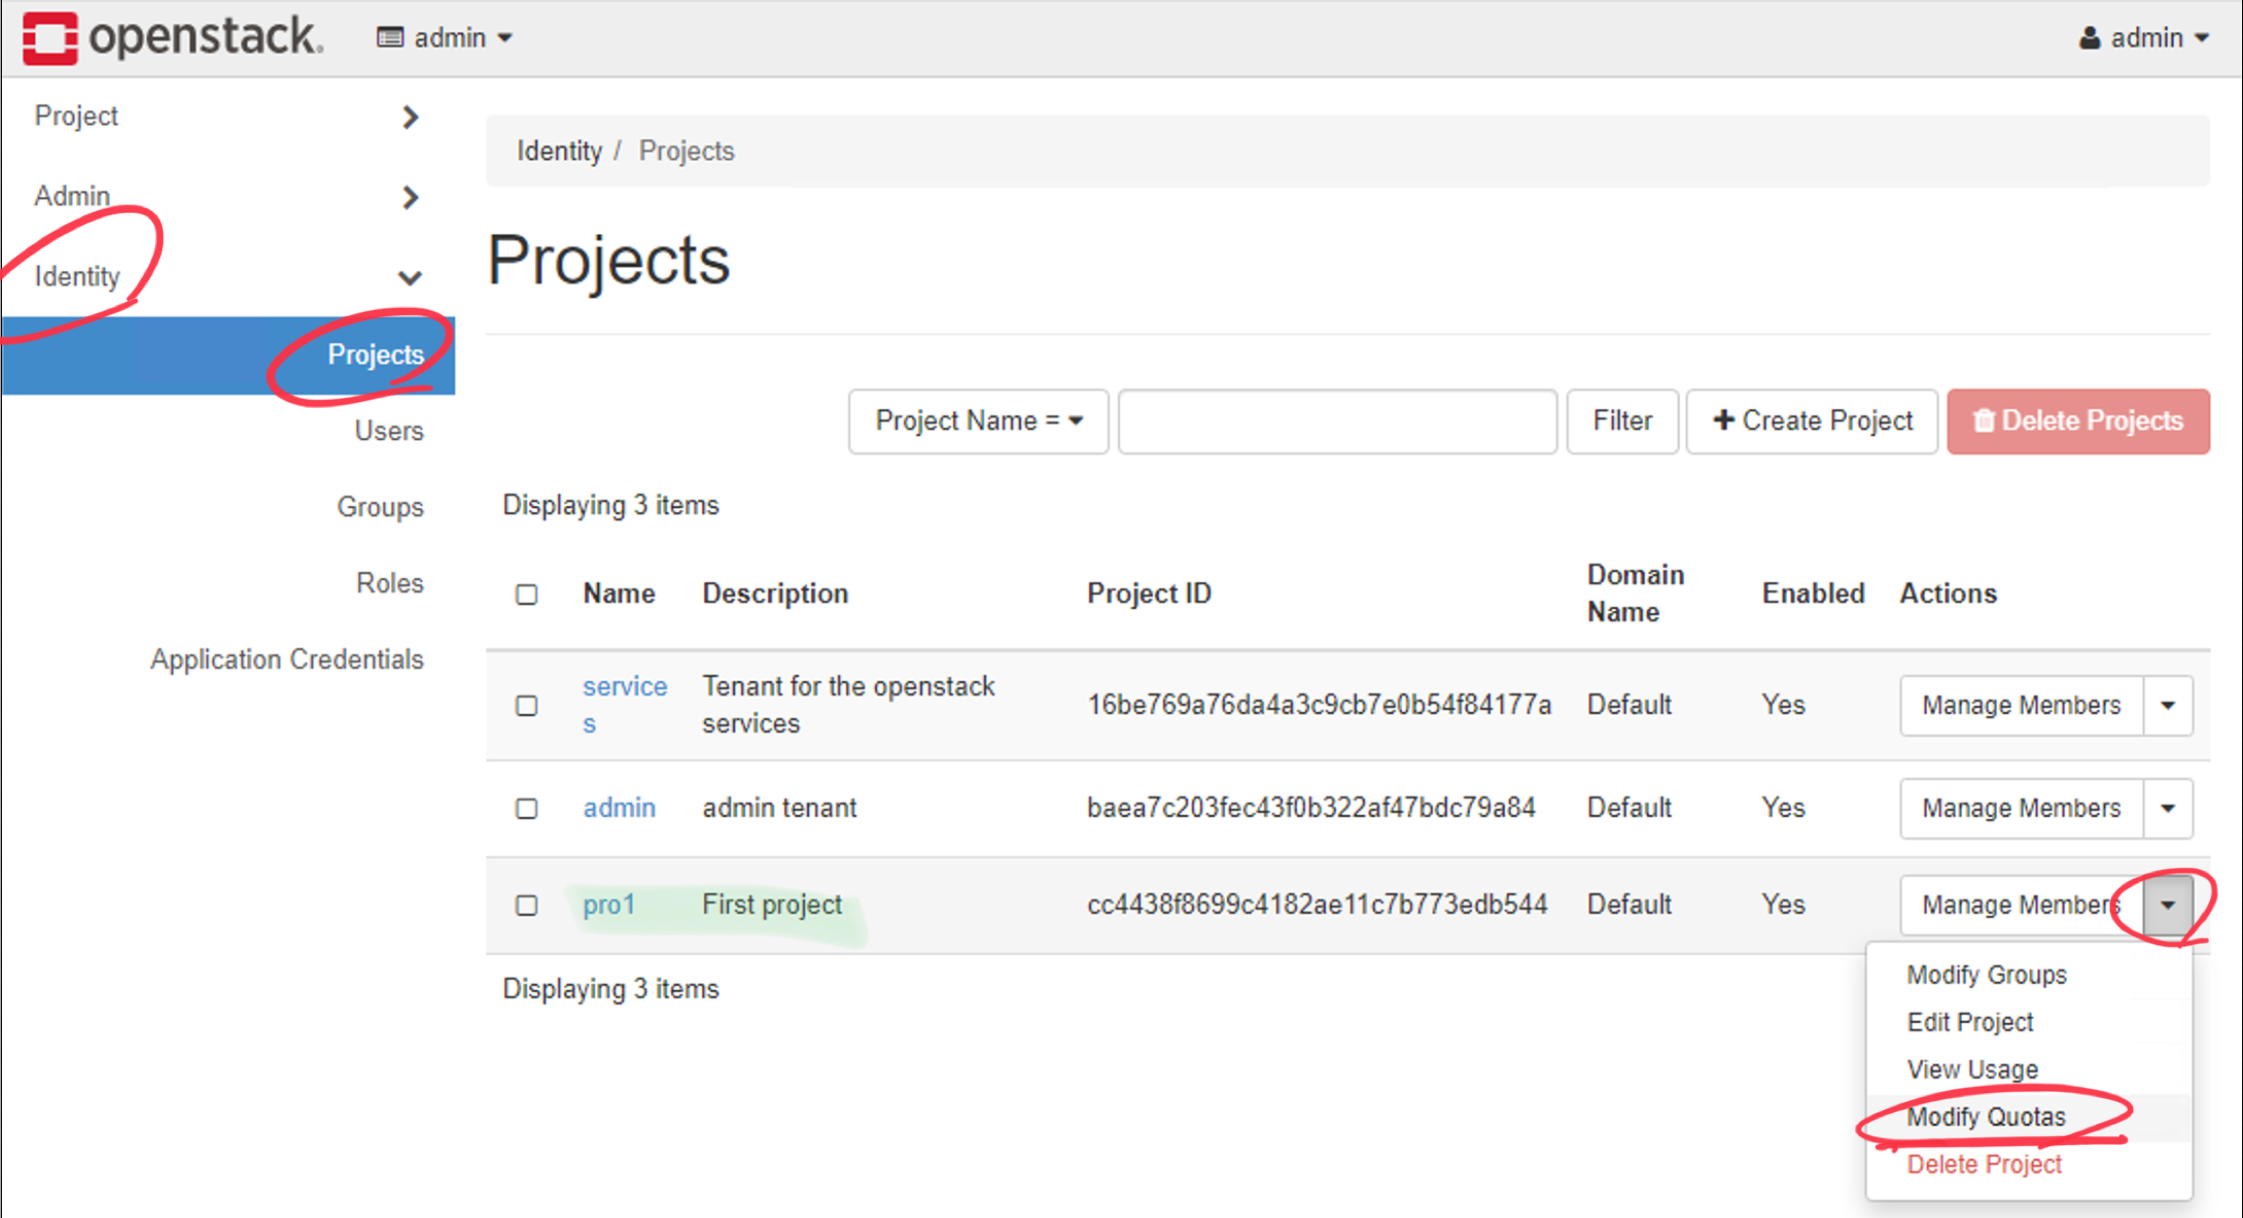 openstack.
admin
admin
Project
Admin
Identity
Projects
Users
Groups
Roles
Application Credentials
Identity / Projects
Projects
Project Name =
Filter
+ Create Project
Delete Projects
Displaying 3 items
Name
Description
Project ID
Domain
Name
Enabled
Actions
service
s
Tenant for the openstack
services
16be769a76da4a3c9cb7e0b54f84177a
Default
Yes
Manage Members
admin
admin tenant
baea7c203fec43f0b322af47bdc79a84
Default
Yes
Manage Members
pro1
First project
cc4438f8699c4182ae11c7b773edb544
Default
Yes
Manage Members
Displaying 3 items
Modify Groups
Edit Project
View Usage
Modify Quotas
Delete Project